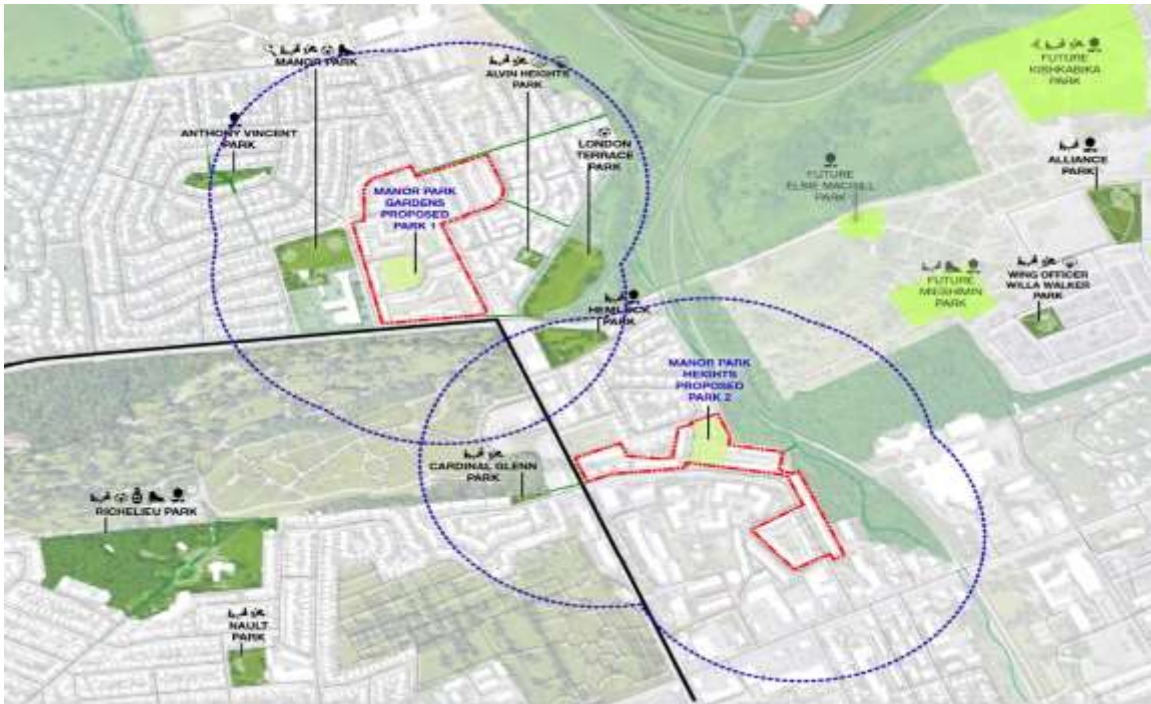 MANOR PARK
ALVIN HEIGHTS
PARK
FUTURE
KISHKABIKA
PARK
ANTHONY VINCENT
PARK
LONDON
TERRACE
PARK
ALLIANCE
PARK
FUTURE
ELSIE MACGILL
PARK
MANOR PARK
GARDENS
PROPOSED
PARK 1
WING OFFICER
WILLA WALKER
PARK
FUTURE
PARK
HEMLOCK
PARK
MANOR PARK
HEIGHTS
PROPOSED
PARK 2
CARDINAL GLENN
PARK
RICHELIEU PARK
NAULT
PARK